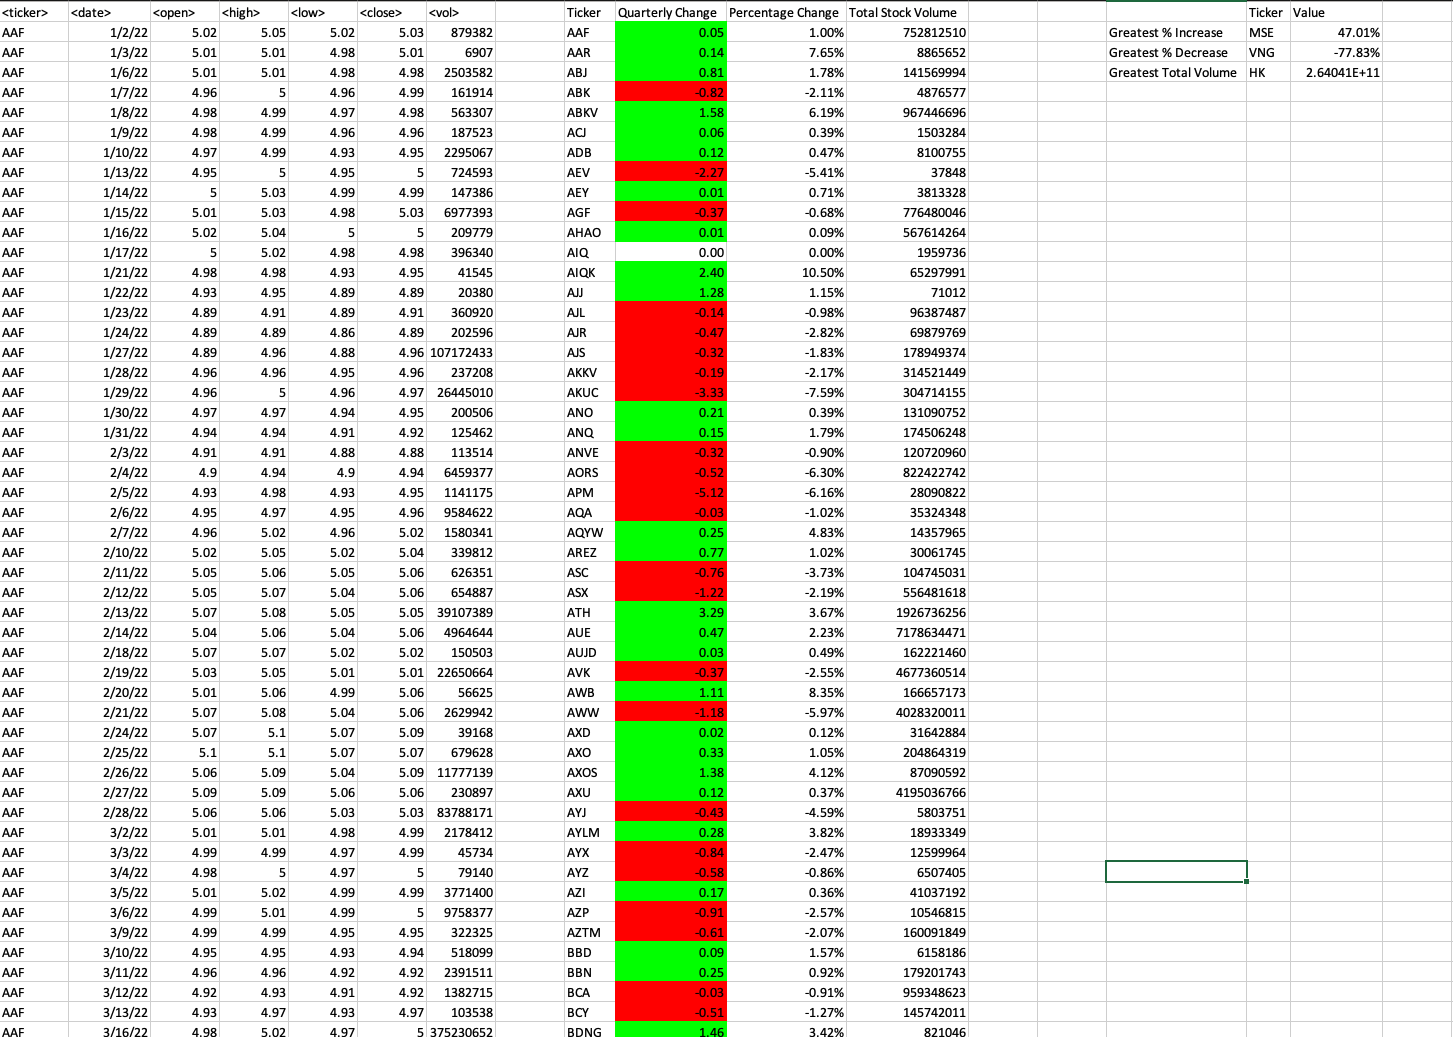 <ticker> <date> <open> <high> <low> <close> <vol> Ticker Quarterly Change Percentage Change Total Stock Volume Ticker Value
AAF 1/2/22 5.02 5.05 5.02 5.03 879382 AAF 0.05 1.00% 752812510 Greatest % Increase MSE 47.01%
AAF 1/3/22 5.01 5.01 4.98 5.01 6907 AAR 0.14 7.65% 8865652 Greatest % Decrease VNG -77.83%
AAF 1/6/22 5.01 5.01 4.98 4.98 2503582 ABJ 0.81 1.78% 141569994 Greatest Total Volume HK 2.64041E+11
AAF 1/7/22 4.96 5 4.96 4.99 161914 ABK -0.82 -2.11% 4876577
AAF 1/8/22 4.98 4.99 4.97 4.98 563307 ABKV 1.58 6.19% 967446696
AAF 1/9/22 4.98 4.99 4.96 4.96 187523 ACJ 0.06 0.39% 1503284
AAF 1/10/22 4.97 4.99 4.93 4.95 2295067 ADB 0.12 0.47% 8100755
AAF 1/13/22 4.95 5 4.95 5 724593 AEV -2.27 -5.41% 37848
AAF 1/14/22 5 5.03 4.99 4.99 147386 AEY 0.01 0.71% 3813328
AAF 1/15/22 5.01 5.03 4.98 5.03 6977393 AGF -0.37 -0.68% 776480046
AAF 1/16/22 5.02 5.04 5 5 209779 AHAO 0.01 0.09% 567614264
AAF 1/17/22 5 5.02 4.98 4.98 396340 AIQ 0.00 0.00% 1959736
AAF 1/21/22 4.98 4.98 4.93 4.95 41545 AIQK 2.40 10.50% 65297991
AAF 1/22/22 4.93 4.95 4.89 4.89 20380 AJJ 1.28 1.15% 71012
AAF 1/23/22 4.89 4.91 4.89 4.91 360920 AJL -0.14 -0.98% 96387487
AAF 1/24/22 4.89 4.89 4.86 4.89 202596 AJR -0.47 -2.82% 69879769
AAF 1/27/22 4.89 4.96 4.88 4.96 107172433 AJS -0.32 -1.83% 178949374
AAF 1/28/22 4.96 4.96 4.95 4.96 237208 AKKV -0.19 -2.17% 314521449
AAF 1/29/22 4.96 5 4.96 4.97 26445010 AKUC -3.33 -7.59% 304714155
AAF 1/30/22 4.97 4.97 4.94 4.95 200506 ANO 0.21 0.39% 131090752
AAF 1/31/22 4.94 4.94 4.91 4.92 125462 ANQ 0.15 1.79% 174506248
AAF 2/3/22 4.91 4.91 4.88 4.88 113514 ANVE -0.32 -0.90% 120720960
AAF 2/4/22 4.9 4.94 4.9 4.94 6459377 AORS -0.52 -6.30% 822422742
AAF 2/5/22 4.93 4.98 4.93 4.95 1141175 APM -5.12 -6.16% 28090822
AAF 2/6/22 4.95 4.97 4.95 4.96 9584622 AQA -0.03 -1.02% 35324348
AAF 2/7/22 4.96 5.02 4.96 5.02 1580341 AQYW 0.25 4.83% 14357965
AAF 2/10/22 5.02 5.05 5.02 5.04 339812 AREZ 0.77 1.02% 30061745
AAF 2/11/22 5.05 5.06 5.05 5.06 626351 ASC -0.76 -3.73% 104745031
AAF 2/12/22 5.05 5.07 5.04 5.06 654887 ASX -1.22 -2.19% 556481618
AAF 2/13/22 5.07 5.08 5.05 5.05 39107389 ATH 3.29 3.67% 1926736256
AAF 2/14/22 5.04 5.06 5.04 5.06 4964644 AUE 0.47 2.23% 7178634471
AAF 2/18/22 5.07 5.07 5.02 5.02 150503 AUJD 0.03 0.49% 162221460
AAF 2/19/22 5.03 5.05 5.01 5.01 22650664 AVK -0.37 -2.55% 4677360514
AAF 2/20/22 5.01 5.06 4.99 5.06 56625 AWB 1.11 8.35% 166657173
AAF 2/21/22 5.07 5.08 5.04 5.06 2629942 AWW -1.18 -5.97% 4028320011
AAF 2/24/22 5.07 5.1 5.07 5.09 39168 AXD 0.02 0.12% 31642884
AAF 2/25/22 5.1 5.1 5.07 5.07 679628 AXO 0.33 1.05% 204864319
AAF 2/26/22 5.06 5.09 5.04 5.09 11777139 AXOS 1.38 4.12% 87090592
AAF 2/27/22 5.09 5.09 5.06 5.06 230897 AXU 0.12 0.37% 4195036766
AAF 2/28/22 5.06 5.06 5.03 5.03 83788171 AYJ -0.43 -4.59% 5803751
AAF 3/2/22 5.01 5.01 4.98 4.99 2178412 AYLM 0.28 3.82% 18933349
AAF 3/3/22 4.99 4.99 4.97 4.99 45734 AYX -0.84 -2.47% 12599964
AAF 3/4/22 4.98 5 4.97 5 79140 AYZ -0.58 -0.86% 6507405
AAF 3/5/22 5.01 5.02 4.99 4.99 3771400 AZI 0.17 0.36% 41037192
AAF 3/6/22 4.99 5.01 4.99 5 9758377 AZP -0.91 -2.57% 10546815
AAF 3/9/22 4.99 4.99 4.95 4.95 322325 AZTM -0.61 -2.07% 160091849
AAF 3/10/22 4.95 4.95 4.93 4.94 518099 BBD 0.09 1.57% 6158186
AAF 3/11/22 4.96 4.96 4.92 4.92 2391511 BBN 0.25 0.92% 179201743
AAF 3/12/22 4.92 4.93 4.91 4.92 1382715 BCA -0.03 -0.91% 959348623
AAF 3/13/22 4.93 4.97 4.93 4.97 103538 BCY -0.51 -1.27% 145742011
AAF 3/16/22 4.98 5.02 4.97 5 375230652 BDNG 1.46 3.42% 821046